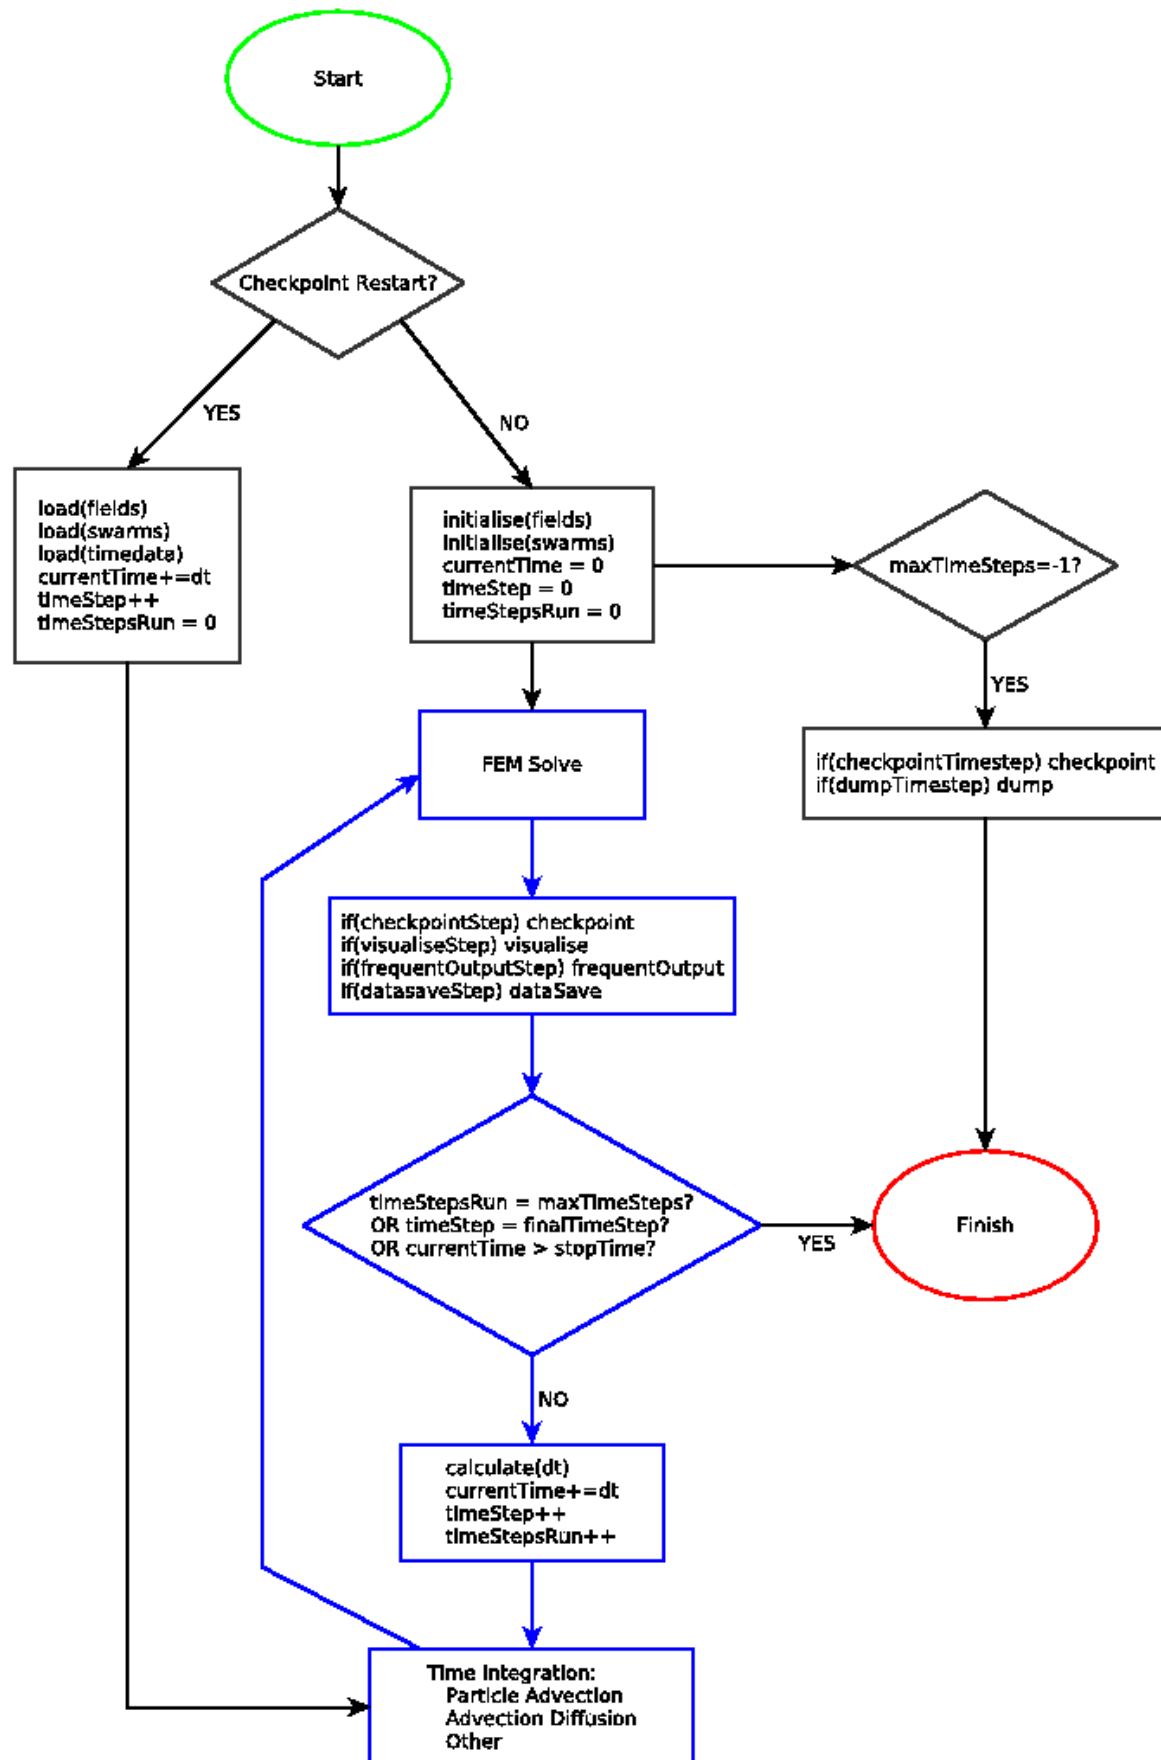 Start
Checkpoint Restart?
YES
NO
load(fields)
load(swarms)
load(timedata)
currentTime+=dt
timeStep++
timeStepsRun = 0
initialise(fields)
initialise(swarms)
currentTime = 0
timeStep = 0
timeStepsRun = 0
maxTimeSteps=-1?
YES
FEM Solve
if(checkpointTimestep) checkpoint
if(dumpTimestep) dump
if(checkpointStep) checkpoint
if(visualiseStep) visualise
if(frequentOutputStep) frequentOutput
if(datasaveStep) dataSave
timeStepsRun = maxTimeSteps?
OR timeStep = finalTimeStep?
OR currentTime > stopTime?
YES
Finish
NO
calculate(dt)
currentTime+=dt
timeStep++
timeStepsRun++
Time Integration:
Particle Advection
Advection Diffusion
Other